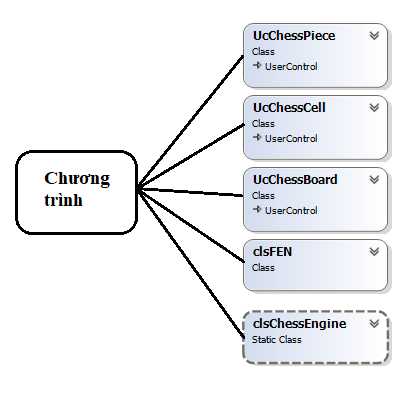 Chương
trình
UcChessPiece
Class
UserControl
UcChessCell
Class
UserControl
UcChessBoard
Class
UserControl
clsFEN
Class
clsChessEngine
Static Class